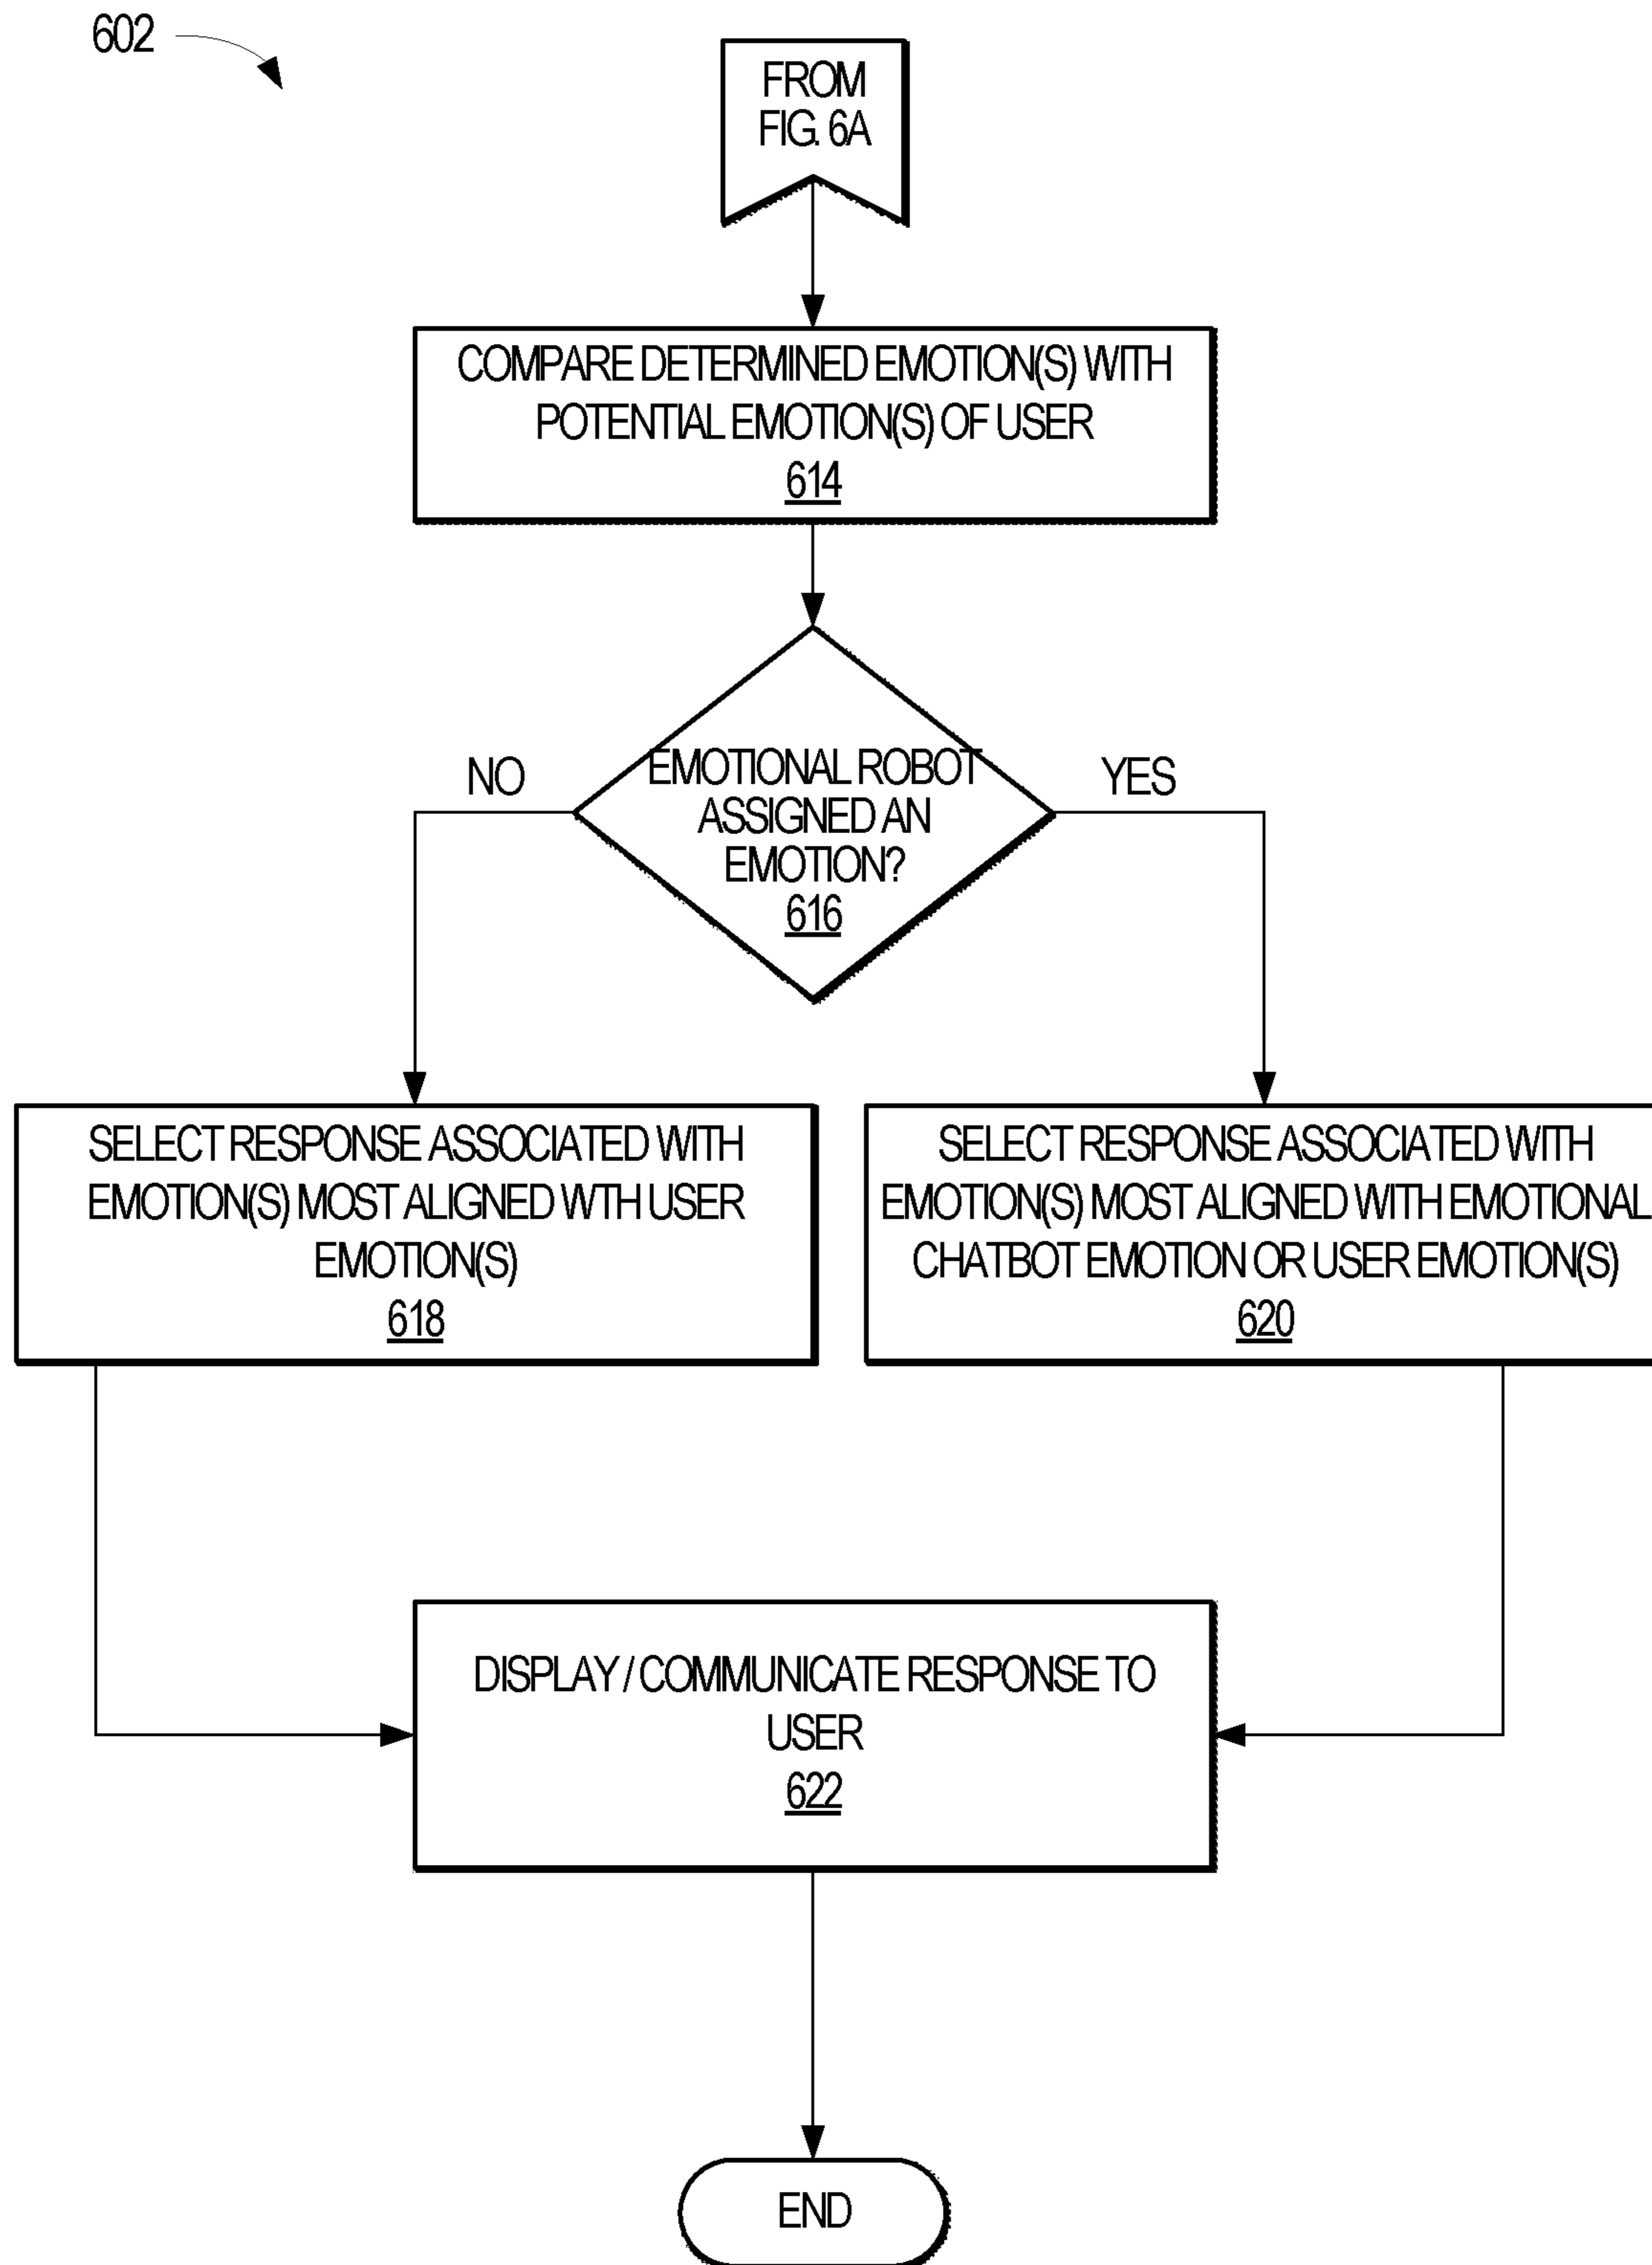 602
FROM
FIG. 6A
COMPARE DETERMINED EMOTION(S) WITH
POTENTIAL EMOTION(S) OF USER
614
NO
YES
EMOTIONAL ROBOT
ASSIGNED AN
EMOTION?
616
SELECT RESPONSE ASSOCIATED WITH
EMOTION(S) MOST ALIGNED WTH USER
EMOTION(S)
618
SELECT RESPONSE ASSOCIATED WITH
EMOTION(S) MOST ALIGNED WITH EMOTIONAL
CHATBOT EMOTION OR USER EMOTION(S)
620
DISPLAY / COMMUNICATE RESPONSE TO
USER
622
END